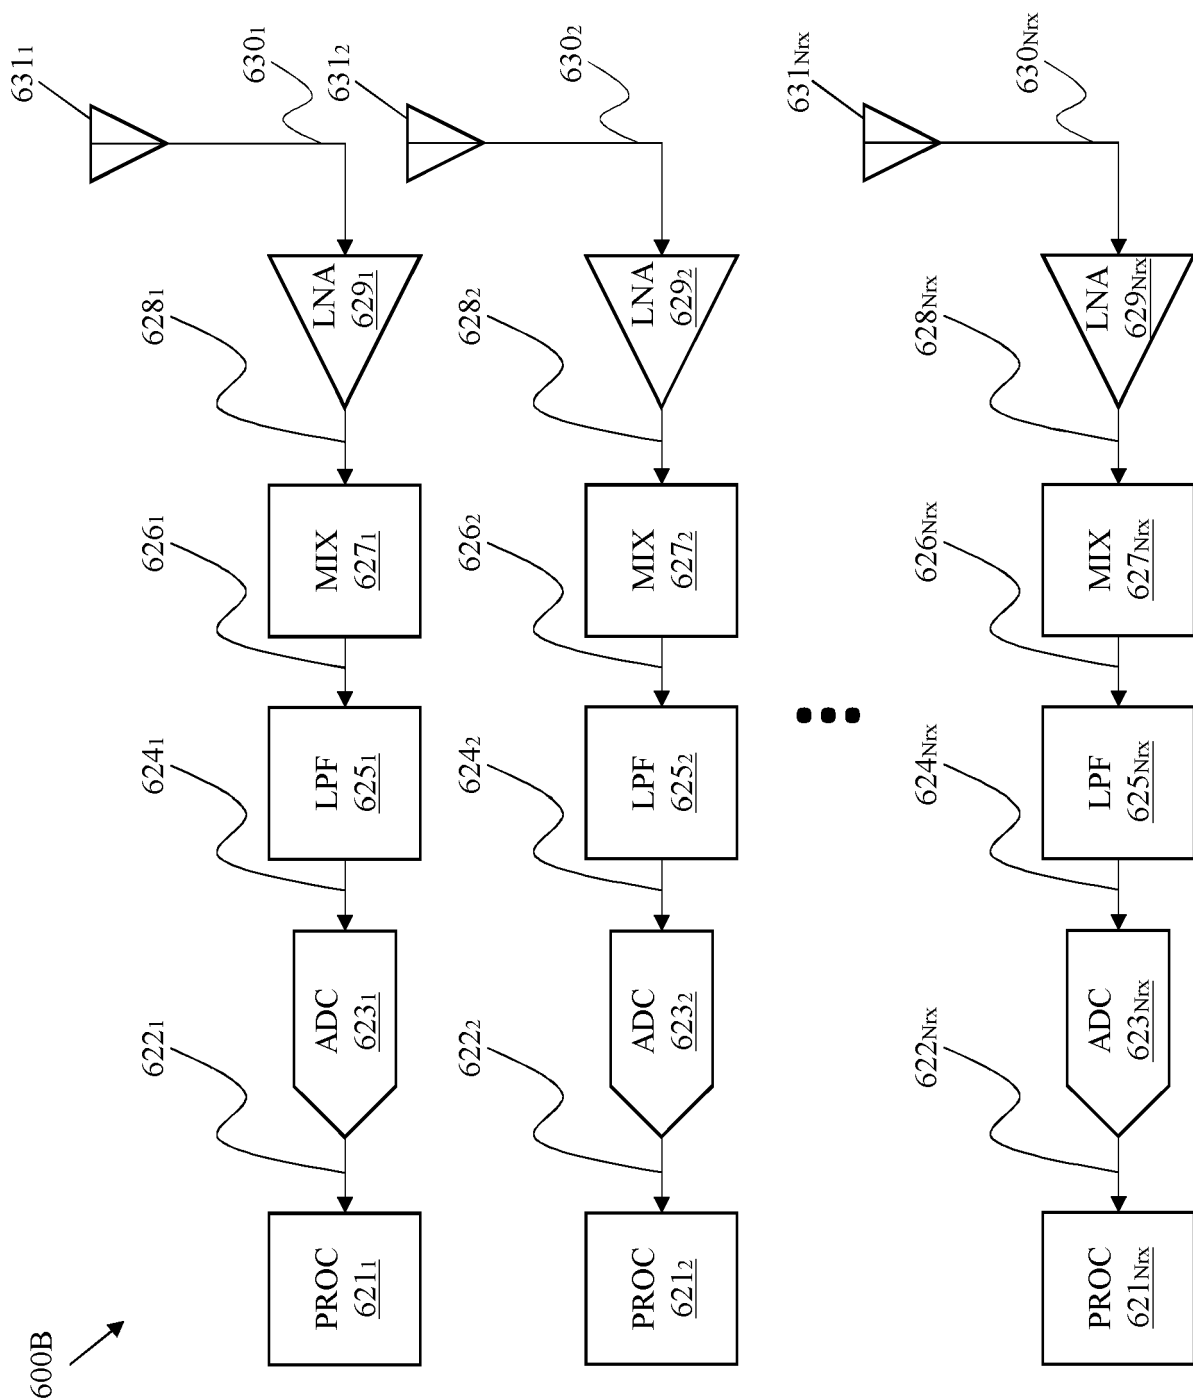 600B
PROC
621₁
622₁
ADC
623₁
624₁
LPF
625₁
626₁
MIX
627₁
628₁
LNA
629₁
630₁
631₁
PROC
621₂
622₂
ADC
623₂
624₂
LPF
625₂
626₂
MIX
627₂
628₂
LNA
629₂
630₂
631₂
PROC
621Nrx
622Nrx
ADC
623Nrx
624Nrx
LPF
625Nrx
626Nrx
MIX
627Nrx
628Nrx
LNA
629Nrx
630Nrx
631Nrx